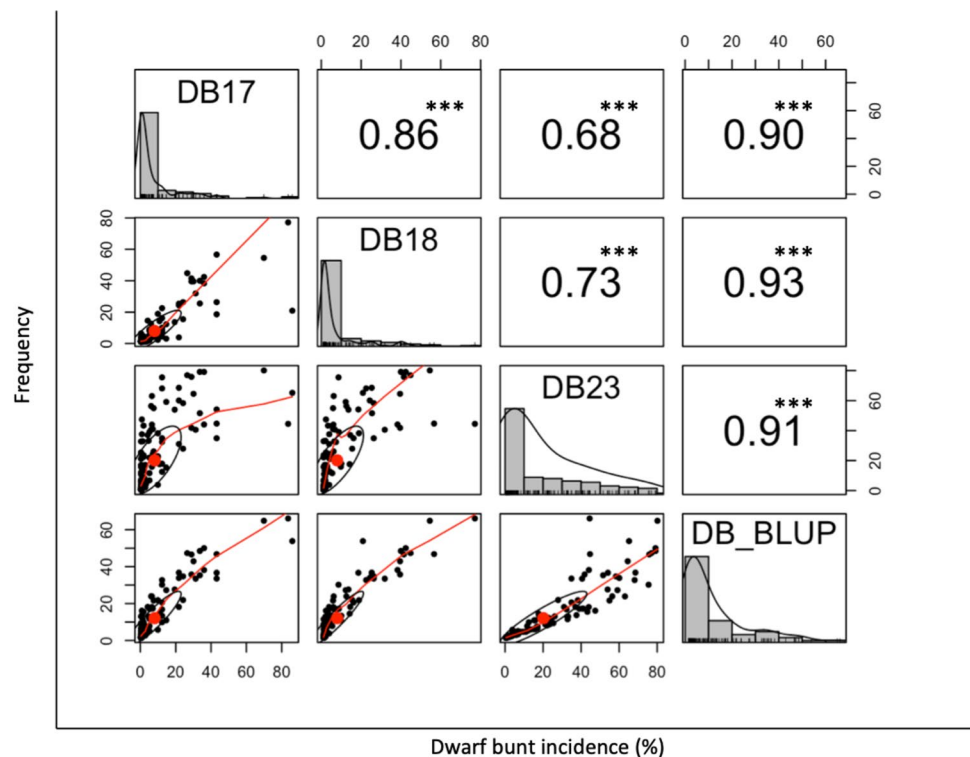 0 20 40 60 80
0 20 40 60
DB17
0.86***
0.68***
0.90***
0 20 60
0 20 40 60 80
DB18
0.73***
0.93***
Frequency
DB23
0.91***
0 20 60
0 20 40 60
DB_BLUP
0 20 40 60 80
0 20 40 60 80
Dwarf bunt incidence (%)